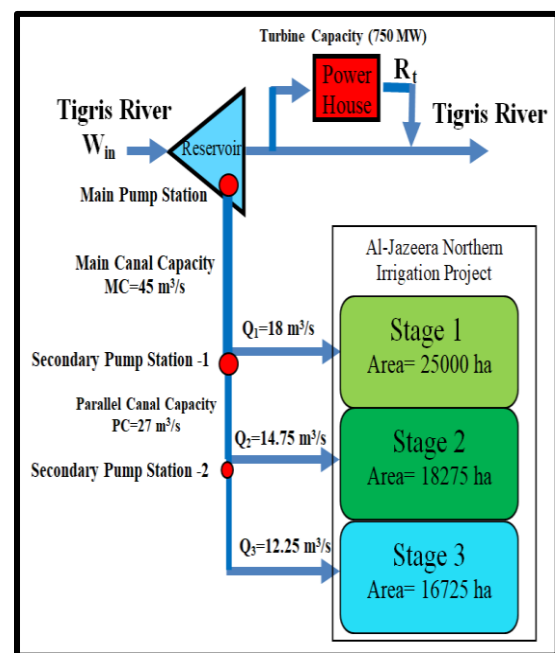 Turbine Capacity (750 MW)
Power
House
Rt
Tigris River
Win
Reservoir
Tigris River
Main Pump Station
Main Canal Capacity
MC=45 m³/s
Al-Jazeera Northern
Irrigation Project
Q₁=18 m³/s
Stage 1
Area= 25000 ha
Secondary Pump Station -1
Parallel Canal Capacity
PC=27 m³/s
Q₂=14.75 m³/s
Stage 2
Area= 18275 ha
Secondary Pump Station -2
Q₃=12.25 m³/s
Stage 3
Area= 16725 ha